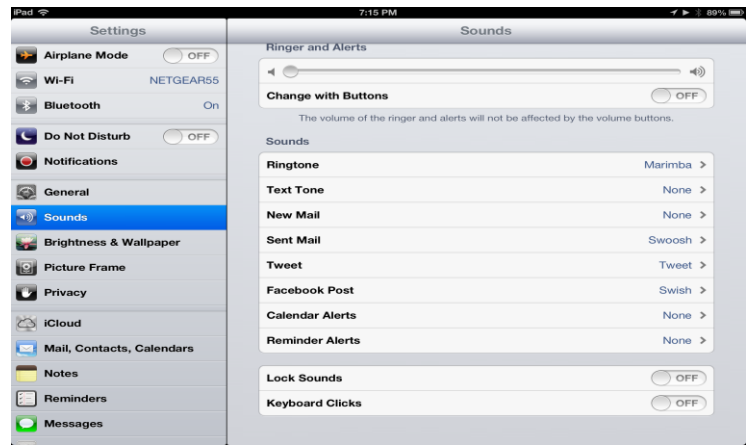 iPad 7:15 PM 89%
Settings
Airplane Mode OFF
Wi-Fi NETGEAR55
Bluetooth On
Do Not Disturb OFF
Notifications
General
Sounds
Brightness & Wallpaper
Picture Frame
Privacy
iCloud
Mail, Contacts, Calendars
Notes
Reminders
Messages
Sounds
Ringer and Alerts
Change with Buttons OFF
The volume of the ringer and alerts will not be affected by the volume buttons.
Sounds
Ringtone Marimba
Text Tone None
New Mail None
Sent Mail Swoosh
Tweet Tweet
Facebook Post Swish
Calendar Alerts None
Reminder Alerts None
Lock Sounds OFF
Keyboard Clicks OFF